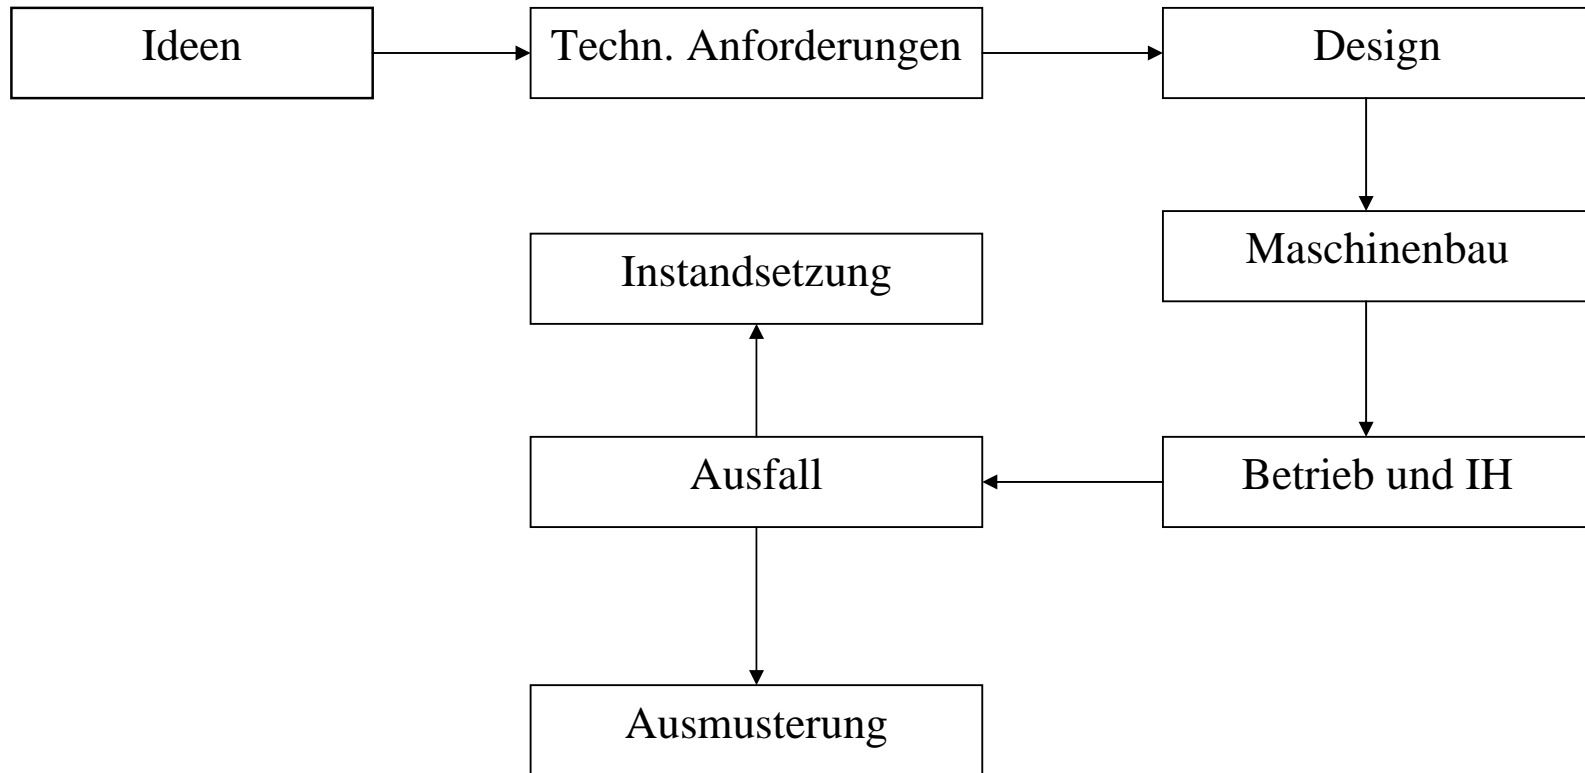 Ideen
Techn. Anforderungen
Design
Maschinenbau
Instandsetzung
Ausfall
Betrieb und IH
Ausmusterung